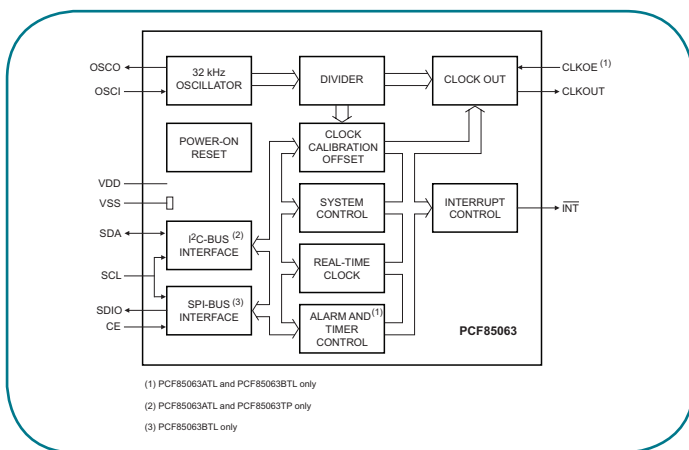 OSCO
OSCI
32 kHz
OSCILLATOR
DIVIDER
CLOCK OUT
CLKOE (1)
CLKOUT
POWER-ON
RESET
CLOCK
CALIBRATION
OFFSET
VDD
VSS
SYSTEM
CONTROL
INTERRUPT
CONTROL
INT
SDA
I2C-BUS (2)
INTERFACE
REAL-TIME
CLOCK
SCL
SDIO
CE
SPI-BUS (3)
INTERFACE
ALARM AND (1)
TIMER
CONTROL
PCF85063
(1) PCF85063ATL and PCF85063BTL only
(2) PCF85063ATL and PCF85063TP only
(3) PCF85063BTL only